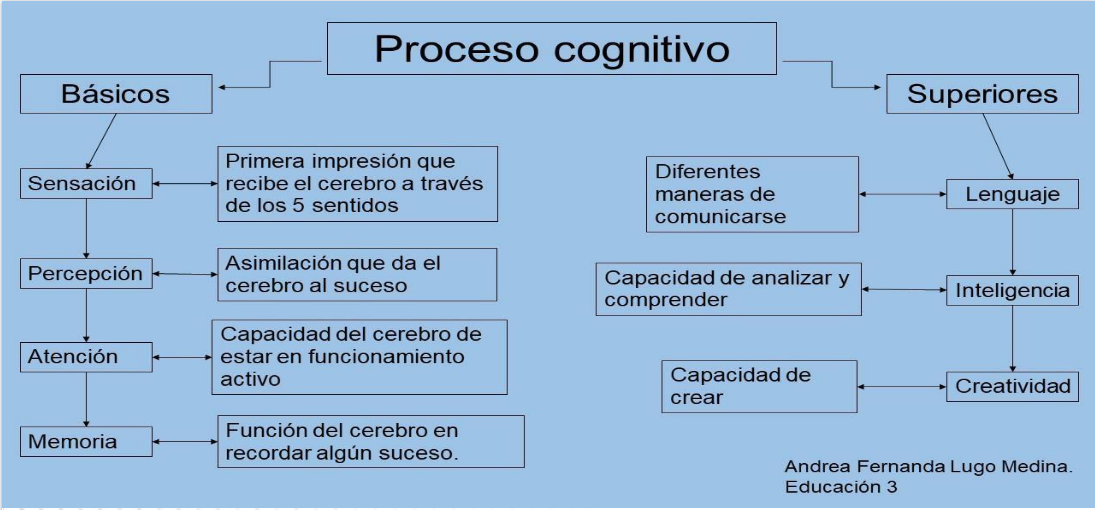 Proceso cognitivo
Básicos
Superiores
Sensación
Primera impresión que
recibe el cerebro a través
de los 5 sentidos
Percepción
Asimilación que da el
cerebro al suceso
Atención
Capacidad del cerebro de
estar en funcionamiento
activo
Memoria
Función del cerebro en
recordar algún suceso.
Diferentes
maneras de
comunicarse
Lenguaje
Capacidad de analizar y
comprender
Inteligencia
Capacidad de
crear
Creatividad
Andrea Fernanda Lugo Medina.
Educación 3